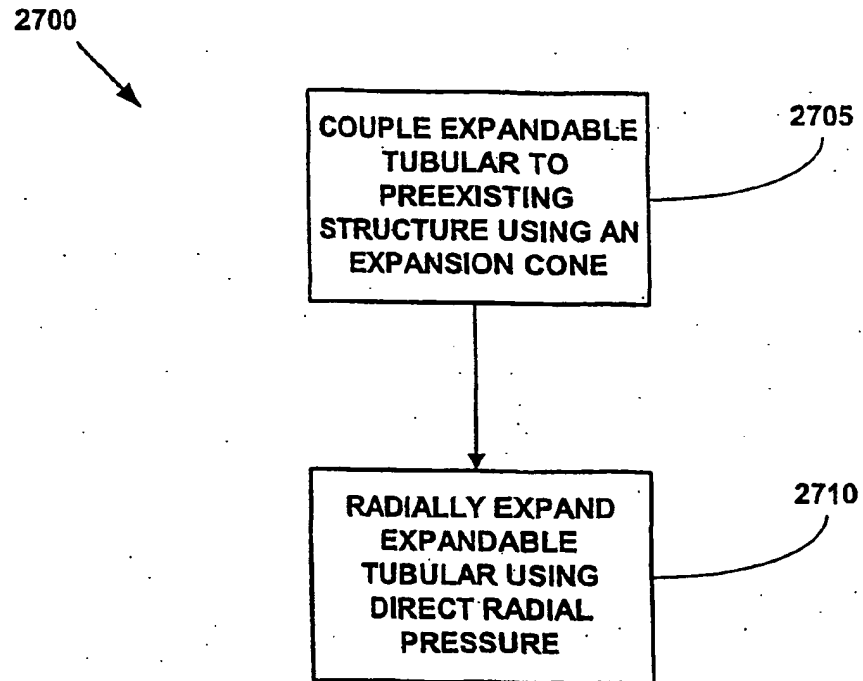 2700
COUPLE EXPANDABLE
TUBULAR TO
PREEXISTING
STRUCTURE USING AN
EXPANSION CONE
2705
RADIALLY EXPAND
EXPANDABLE
TUBULAR USING
DIRECT RADIAL
PRESSURE
2710